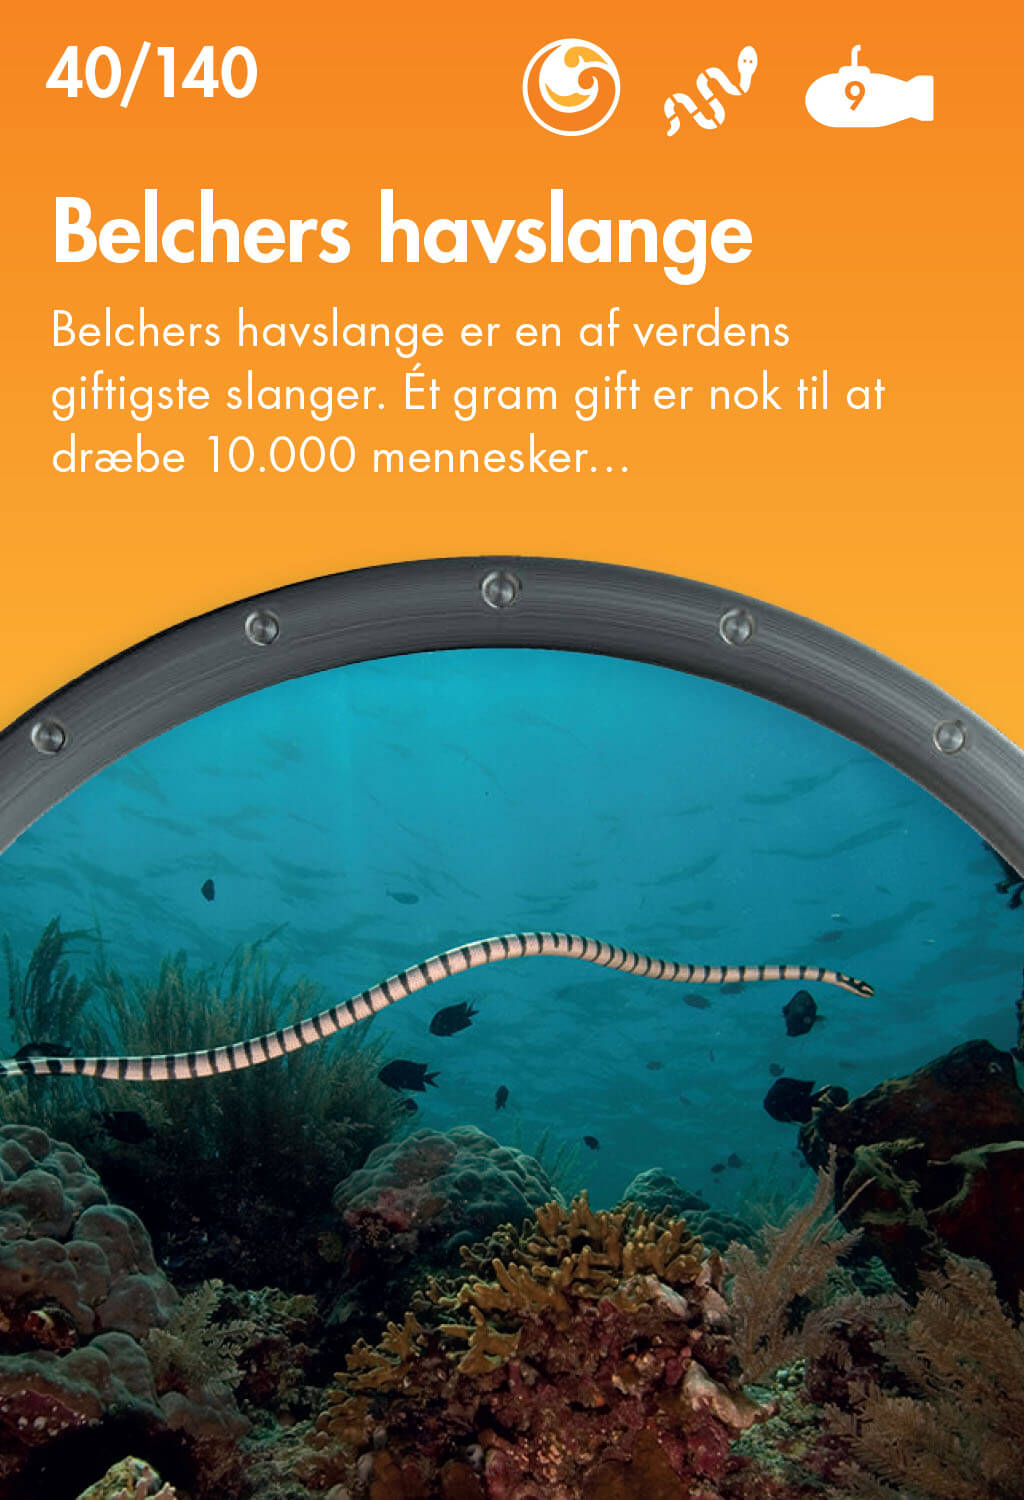 40/140
9
Belchers havslange
Belchers havslange er en af verdens
giftigste slanger. Ét gram gift er nok til at
dræbe 10.000 mennesker...